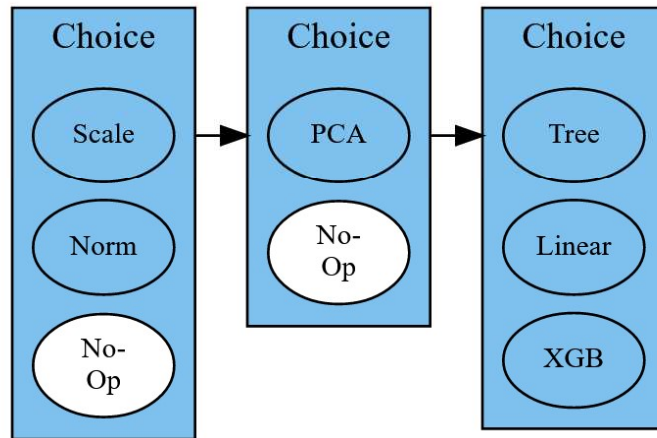 Choice
Scale
Norm
No-
Op
Choice
PCA
No-
Op
Choice
Tree
Linear
XGB